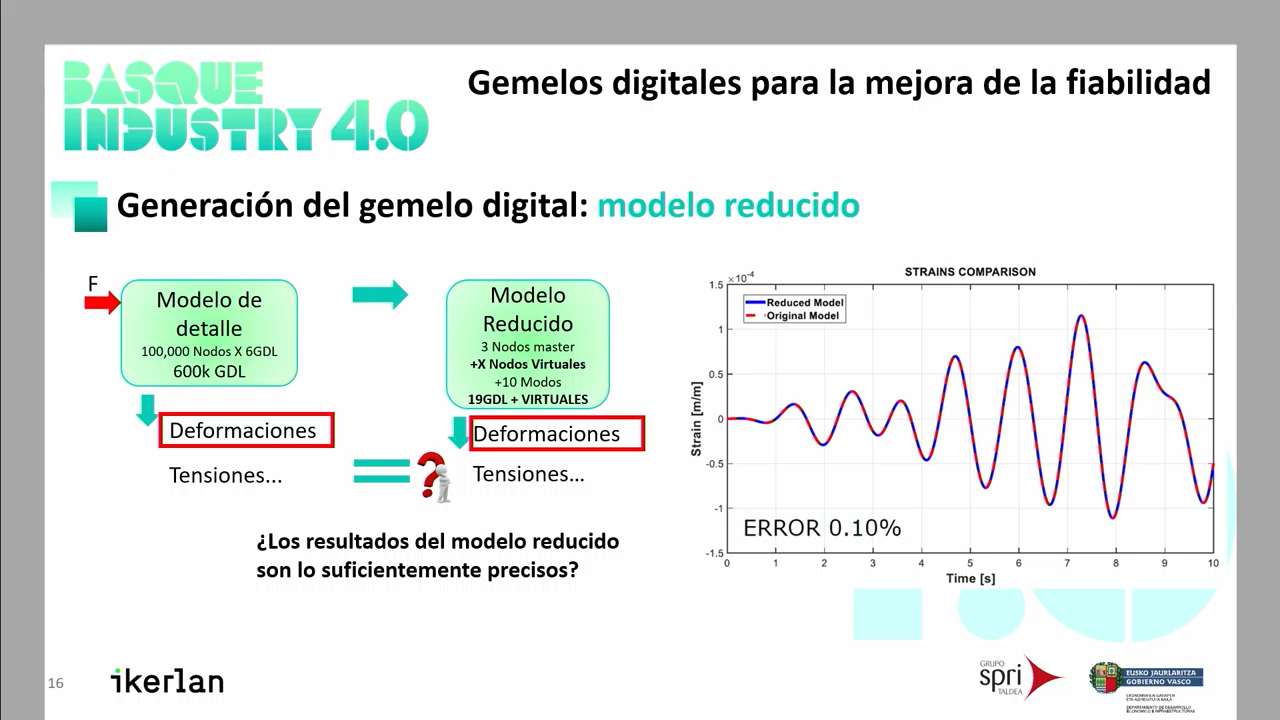 BASQUE
INDUSTRY 4.0
Gemelos digitales para la mejora de la fiabilidad
Generación del gemelo digital: modelo reducido
F
Modelo de
detalle
100,000 Nodos X 6GDL
600k GDL
Deformaciones
Tensiones...
Modelo
Reducido
3 Nodos master
+X Nodos Virtuales
+10 Modos
19GDL + VIRTUALES
Deformaciones
Tensiones...
?
¿Los resultados del modelo reducido
son lo suficientemente precisos?
STRAINS COMPARISON
×10⁻⁴
Reduced Model
Original Model
1.5
1
0.5
0
-0.5
-1
-1.5
Strain [m/m]
ERROR 0.10%
0 1 2 3 4 5 6 7 8 9 10
Time [s]
16
ikerlan
GRUPO
spri
TALDEA
EUSKO JAURLARITZA
GOBIERNO VASCO